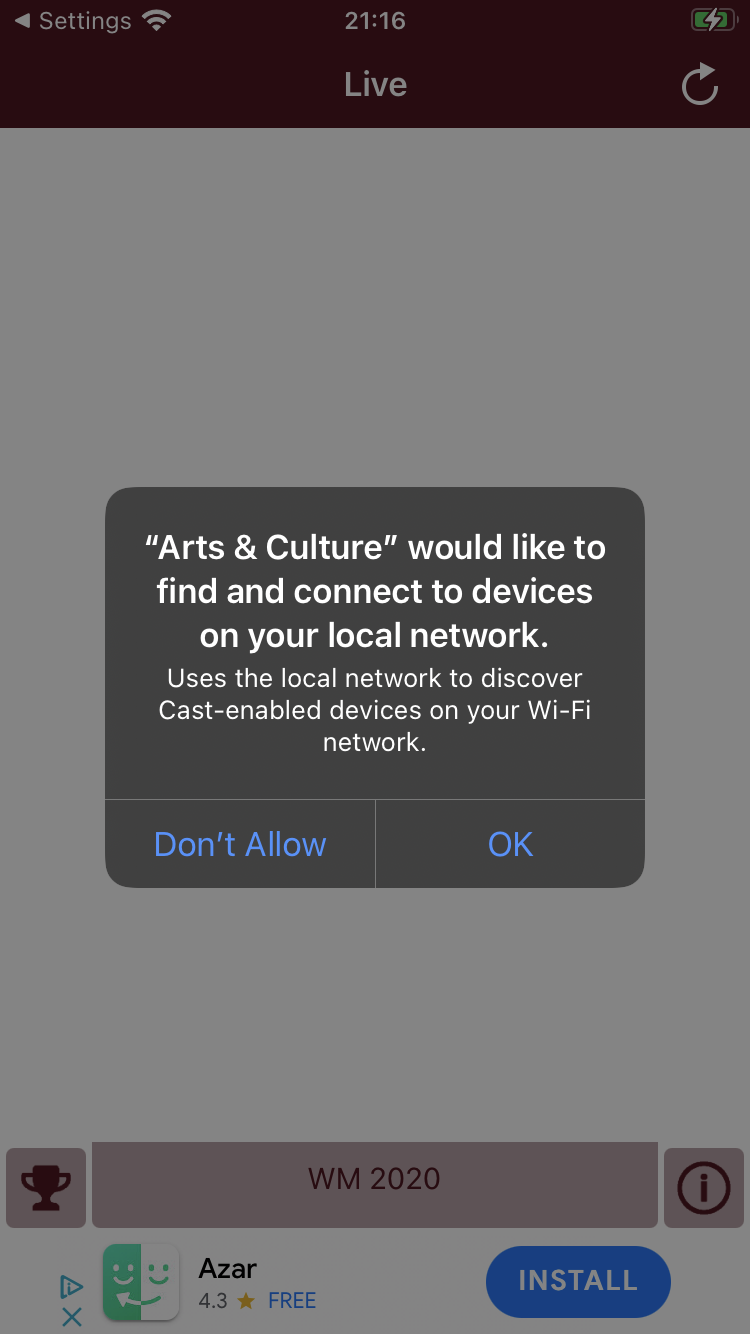 Settings
21:16
Live
“Arts & Culture” would like to
find and connect to devices
on your local network.
Uses the local network to discover
Cast-enabled devices on your Wi-Fi
network.
Don’t Allow
OK
WM 2020
Azar
4.3 ★ FREE
INSTALL